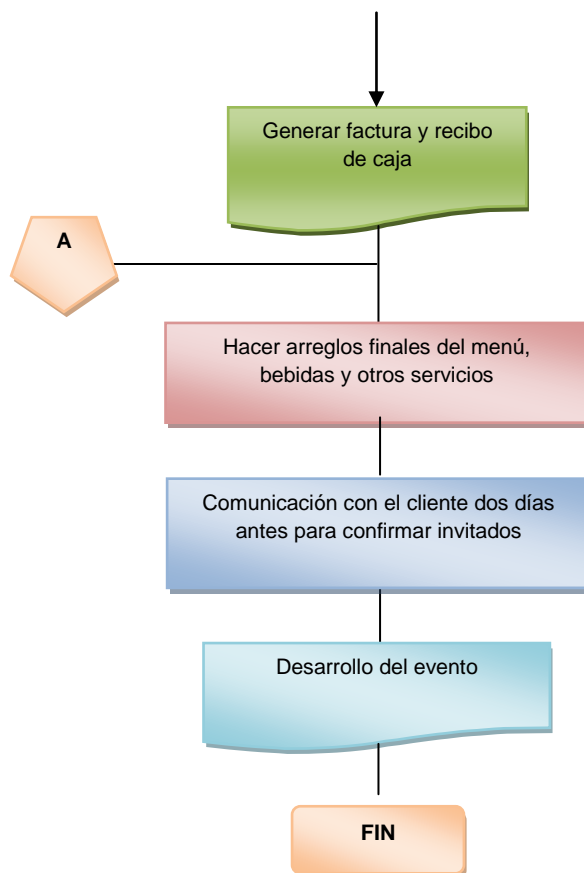 Generar factura y recibo
de caja
A
Hacer arreglos finales del menú,
bebidas y otros servicios
Comunicación con el cliente dos días
antes para confirmar invitados
Desarrollo del evento
FIN